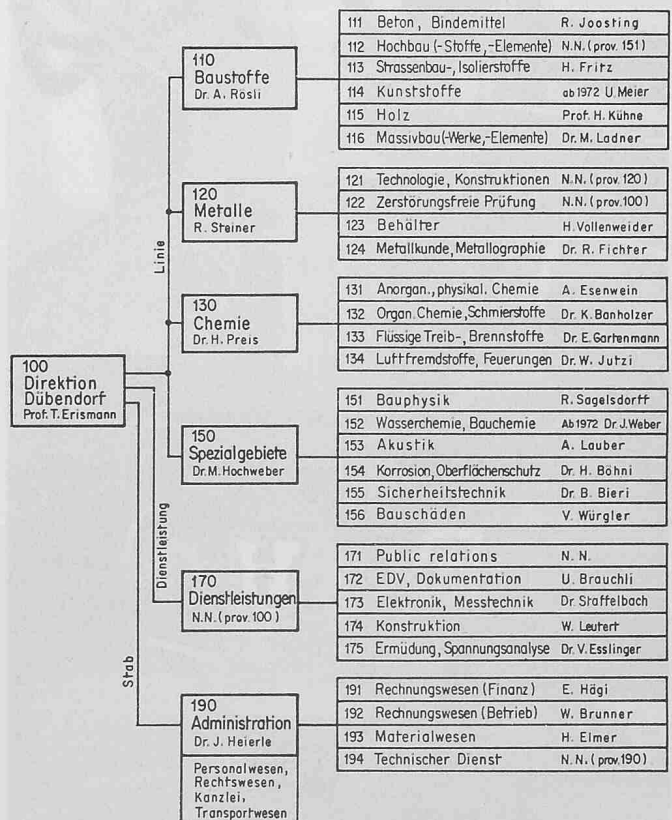 100
Direktion
Dübendorf
Prof. T. Erismann
Linie
Dienstleistung
Stab
110
Baustoffe
Dr. A. Rösli
111 Beton, Bindemittel R. Joosting
112 Hochbau (-Stoffe,-Elemente) N.N. (prov. 151)
113 Strassenbau-, Isolierstoffe H. Fritz
114 Kunststoffe ab 1972 U. Meier
115 Holz Prof. H. Kühne
116 Massivbau (-Werke,-Elemente) Dr. M. Ladner
120
Metalle
R. Steiner
121 Technologie, Konstruktionen N.N. (prov. 120)
122 Zerstörungsfreie Prüfung N.N. (prov. 100)
123 Behälter H. Vollenweider
124 Metallkunde, Metallographie Dr. R. Fichter
130
Chemie
Dr. H. Preis
131 Anorgan., physikal. Chemie A. Esenwein
132 Organ. Chemie, Schmierstoffe Dr. K. Banholzer
133 Flüssige Treib-, Brennstoffe Dr. E. Gartenmann
134 Luftfremdstoffe, Feuerungen Dr. W. Jutzi
150
Spezialgebiete
Dr. M. Hochweber
151 Bauphysik R. Sagelsdorff
152 Wasserchemie, Bauchemie Ab 1972 Dr. J. Weber
153 Akustik A. Lauber
154 Korrosion, Oberflächenschutz Dr. H. Böhni
155 Sicherheitstechnik Dr. B. Bieri
156 Bauschäden V. Würgler
170
Dienstleistungen
N.N. (prov. 100)
171 Public relations N. N.
172 EDV, Dokumentation U. Brauchli
173 Elektronik, Messtechnik Dr. Staffelbach
174 Konstruktion W. Leutert
175 Ermüdung, Spannungsanalyse Dr. V. Esslinger
190
Administration
Dr. J. Heierle
Personalwesen,
Rechtswesen,
Kanzlei,
Transportwesen
191 Rechnungswesen (Finanz) E. Hägi
192 Rechnungswesen (Betrieb) W. Brunner
193 Materialwesen H. Elmer
194 Technischer Dienst N.N. (prov. 190)